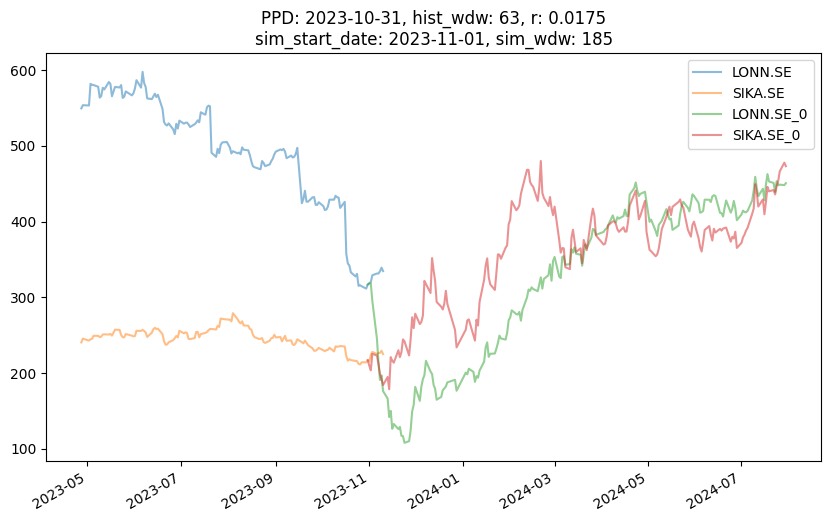 PPD: 2023-10-31, hist_wdw: 63, r: 0.0175
sim_start_date: 2023-11-01, sim_wdw: 185
LONN.SE
SIKA.SE
LONN.SE_0
SIKA.SE_0
600
500
400
300
200
100
2023-05
2023-07
2023-09
2023-11
2024-01
2024-03
2024-05
2024-07